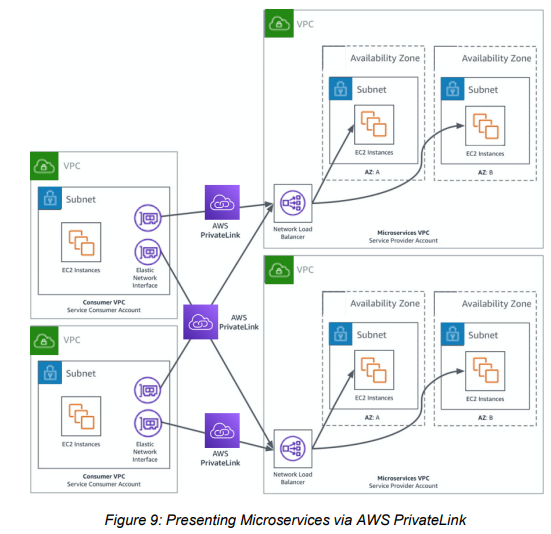 VPC
Availability Zone
Availability Zone
Subnet
Subnet
EC2 Instances
EC2 Instances
AZ: A
AZ: B
Network Load
Balancer
Microservices VPC
Service Provider Account
VPC
Subnet
EC2 Instances
Elastic
Network
Interface
Consumer VPC
Service Consumer Account
AWS
PrivateLink
AWS
PrivateLink
VPC
Subnet
EC2 Instances
Elastic
Network
Interface
Consumer VPC
Service Consumer Account
AWS
PrivateLink
VPC
Availability Zone
Availability Zone
Subnet
Subnet
EC2 Instances
EC2 Instances
AZ: A
AZ: B
Network Load
Balancer
Microservices VPC
Service Provider Account
Figure 9: Presenting Microservices via AWS PrivateLink